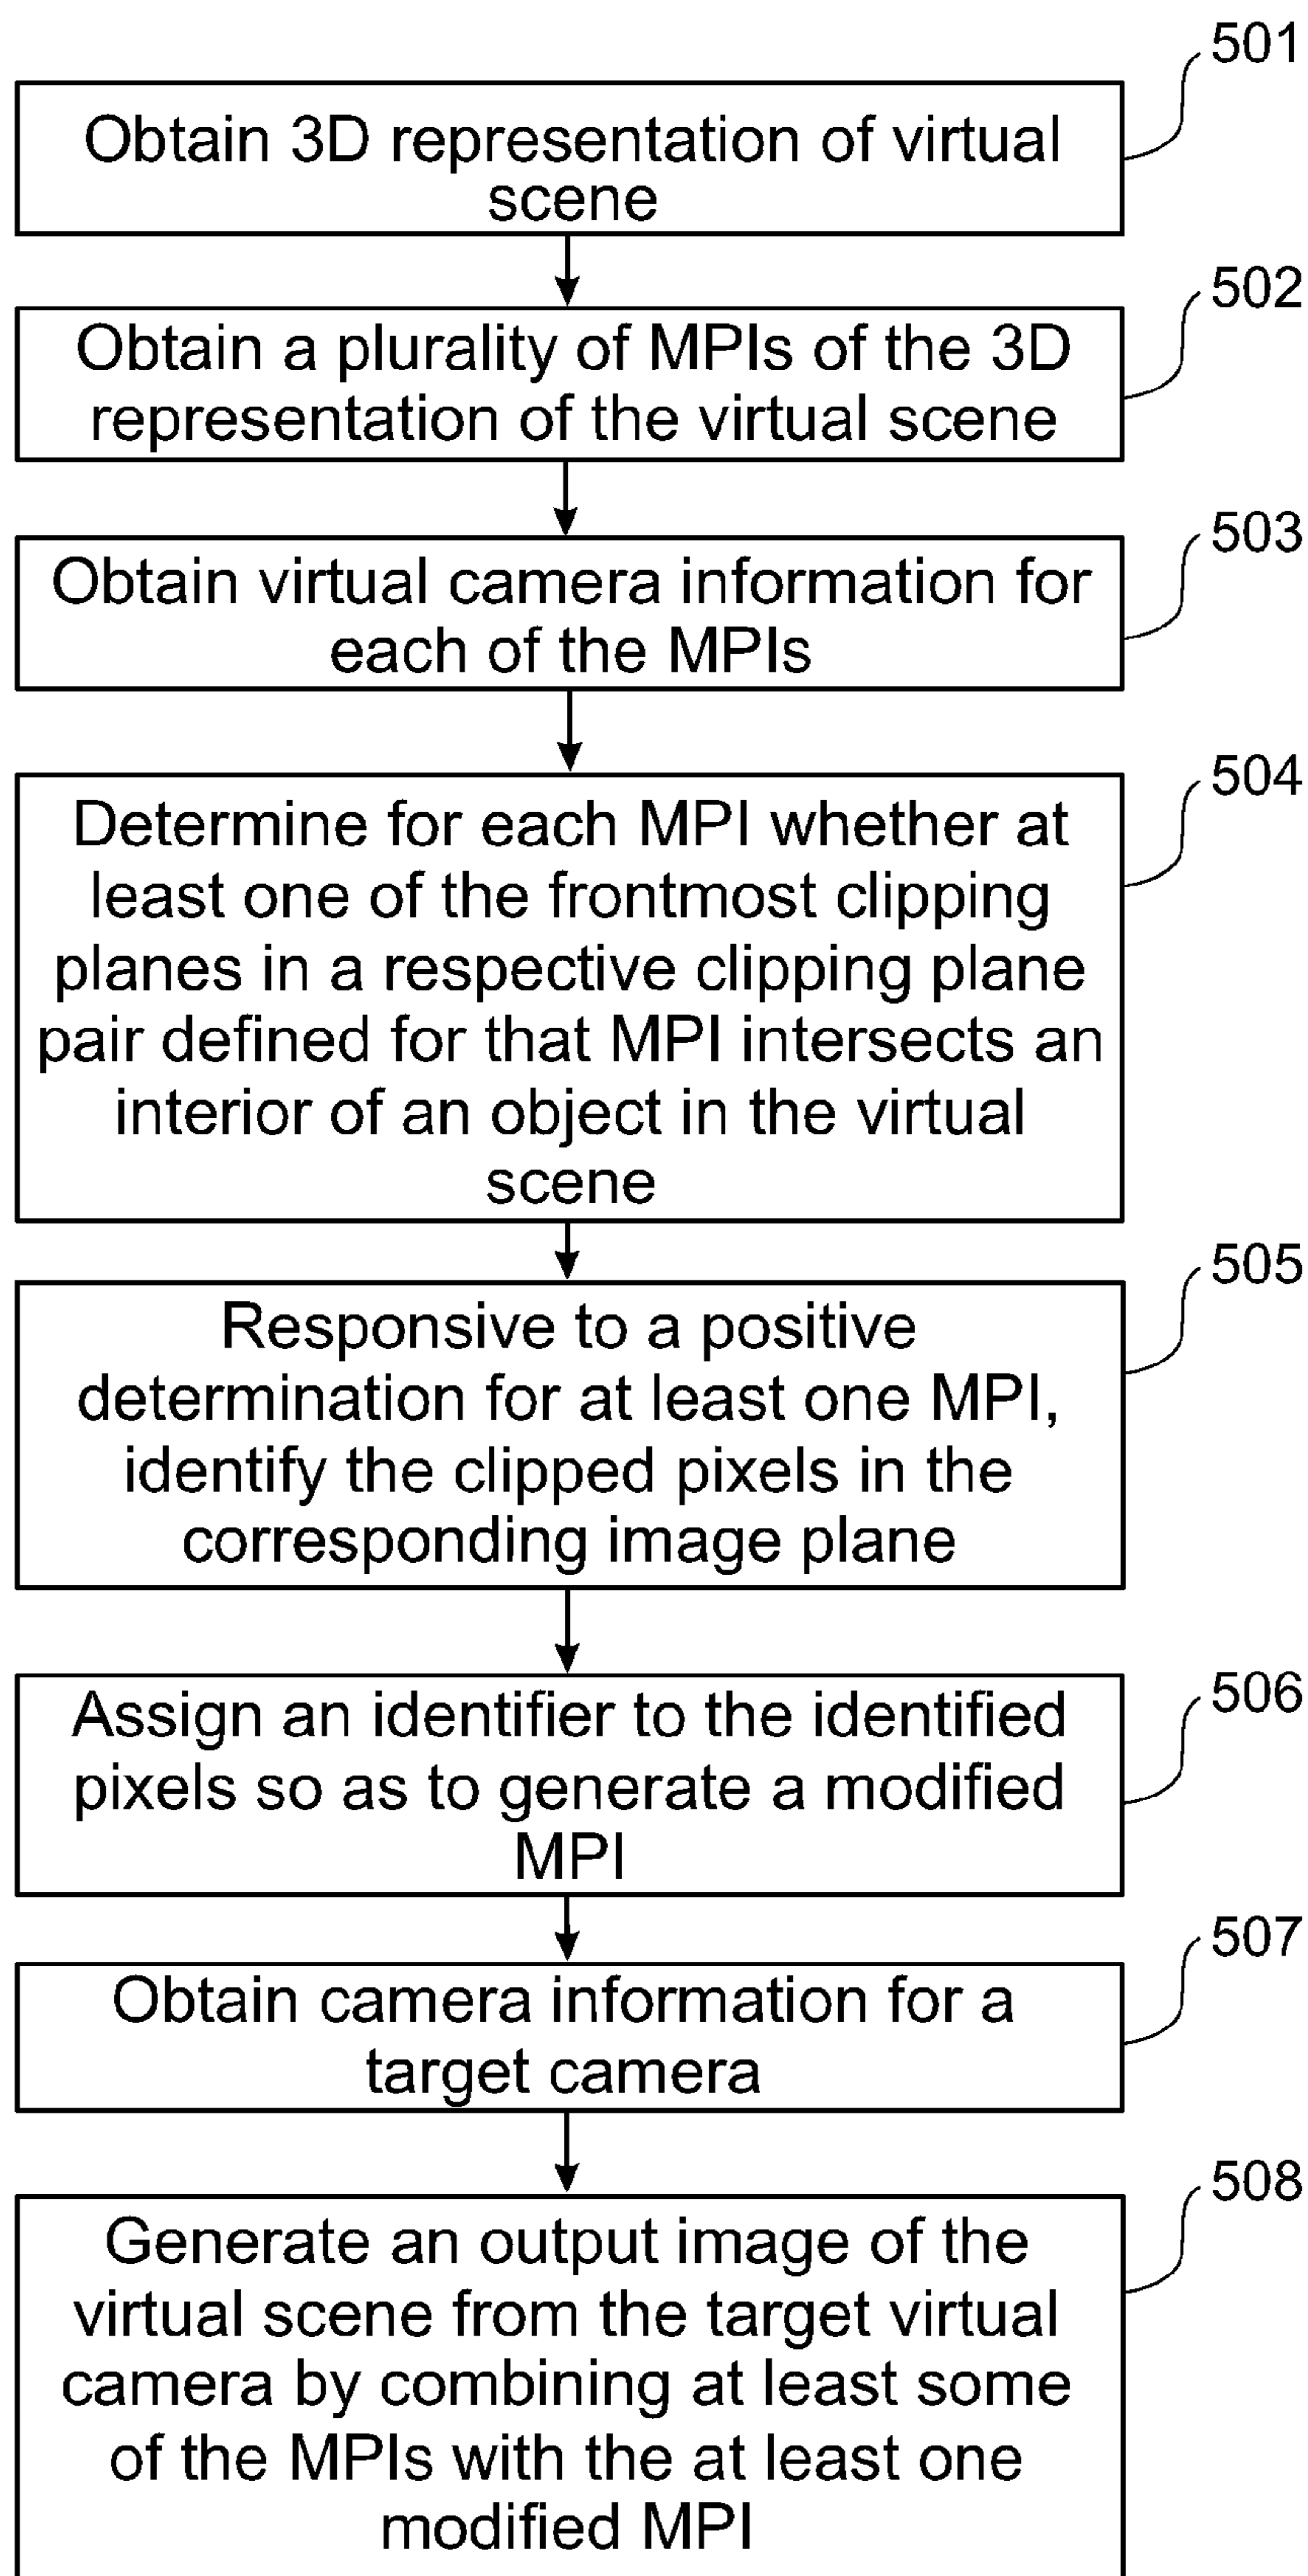 501
Obtain 3D representation of virtual
scene
502
Obtain a plurality of MPIs of the 3D
representation of the virtual scene
503
Obtain virtual camera information for
each of the MPIs
504
Determine for each MPI whether at
least one of the frontmost clipping
planes in a respective clipping plane
pair defined for that MPI intersects an
interior of an object in the virtual
scene
505
Responsive to a positive
determination for at least one MPI,
identify the clipped pixels in the
corresponding image plane
506
Assign an identifier to the identified
pixels so as to generate a modified
MPI
507
Obtain camera information for a
target camera
508
Generate an output image of the
virtual scene from the target virtual
camera by combining at least some
of the MPIs with the at least one
modified MPI